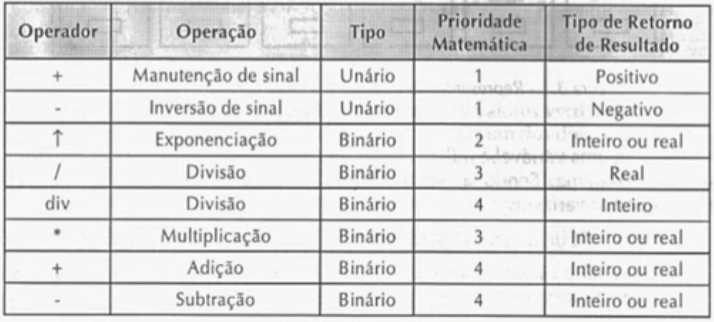 Operador Operação Tipo Prioridade Matemática Tipo de Retorno de Resultado
+ Manutenção de sinal Unário 1 Positivo
- Inversão de sinal Unário 1 Negativo
↑ Exponenciação Binário 2 Inteiro ou real
/ Divisão Binário 3 Real
div Divisão Binário 4 Inteiro
* Multiplicação Binário 3 Inteiro ou real
+ Adição Binário 4 Inteiro ou real
- Subtração Binário 4 Inteiro ou real